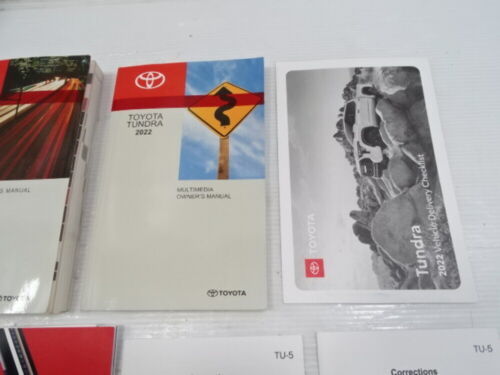 S MANUAL
TOYOTA
TOYOTA
TUNDRA
2022
MULTIMEDIA
OWNER'S MANUAL
TOYOTA
TOYOTA
Tundra
2022 Vehicle Delivery Checklist
TU-5
TU-5
Corrections